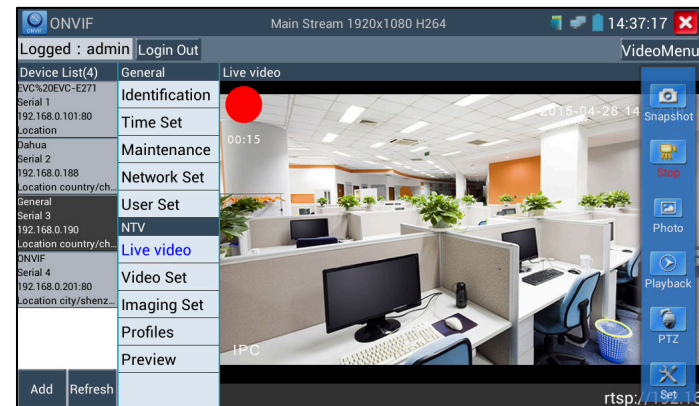 ONVIF
Main Stream 1920x1080 H264
14:37:17
Logged : admin
Login Out
VideoMenu
Device List(4)
EVC%20EVC-E271
Serial 1
192.168.0.101:80
Location
Dahua
Serial 2
192.168.0.188
Location country/ch...
General
Serial 3
192.168.0.190
Location country/ch...
ONVIF
Serial 4
192.168.0.201:80
Location city/shenz...
Add
Refresh
General
Identification
Time Set
Maintenance
Network Set
User Set
NTV
Live video
Video Set
Imaging Set
Profiles
Preview
Live video
2015-04-28 14
00:15
IPC
rtsp://192.16
Snapshot
Stop
Photo
Playback
PTZ
Set